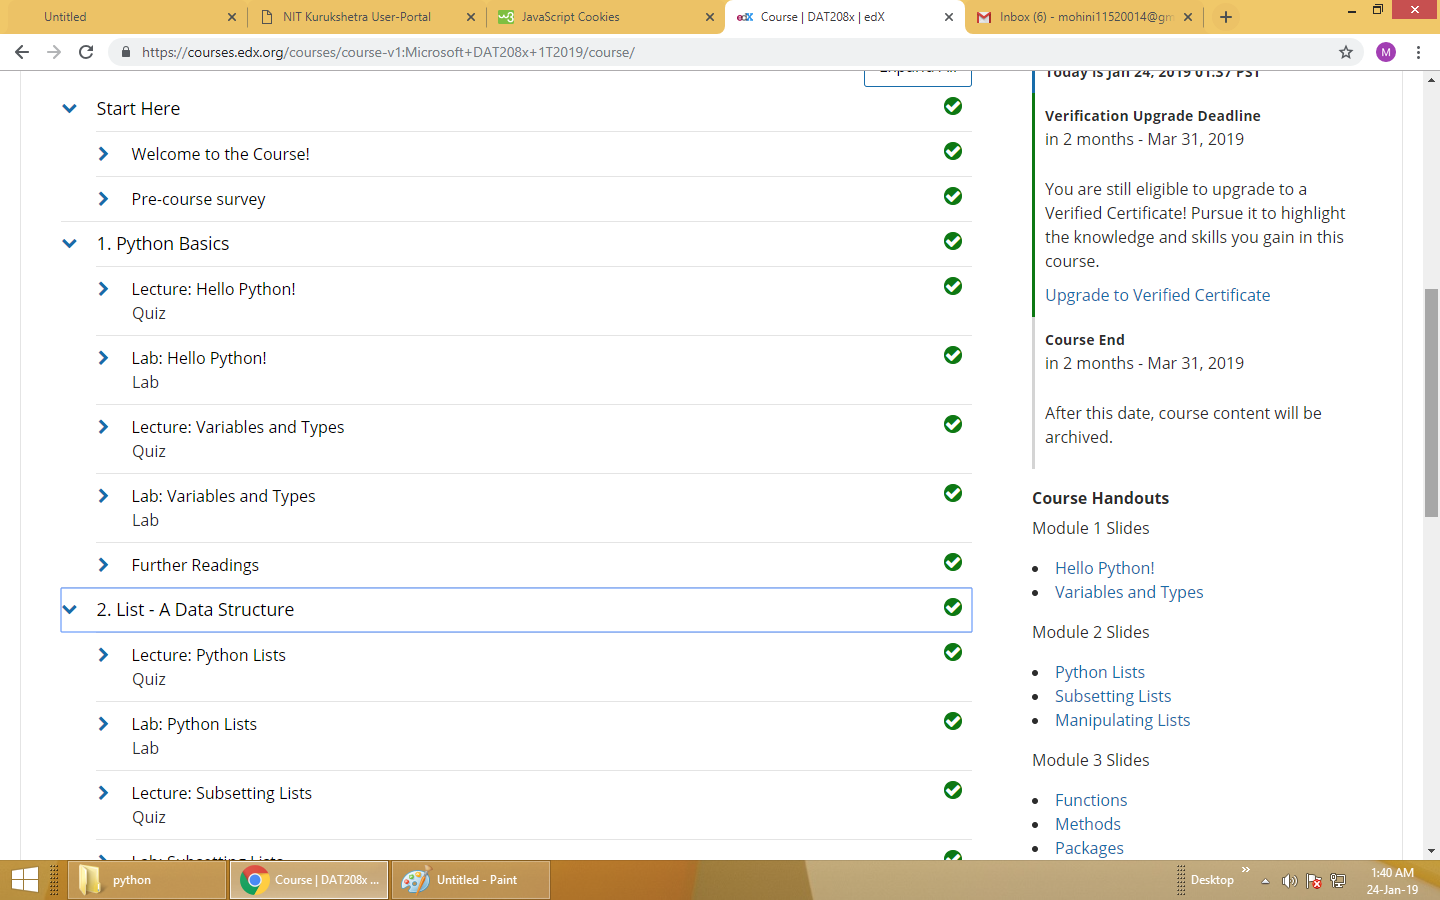 Untitled
NIT Kurukshetra User-Portal
JavaScript Cookies
edX Course | DAT208x | edX
Inbox (6) - mohini11520014@gm
https://courses.edx.org/courses/course-v1:Microsoft+DAT208x+1T2019/course/
M
Expand All
Start Here
Welcome to the Course!
Pre-course survey
1. Python Basics
Lecture: Hello Python!
Quiz
Lab: Hello Python!
Lab
Lecture: Variables and Types
Quiz
Lab: Variables and Types
Lab
Further Readings
2. List - A Data Structure
Lecture: Python Lists
Quiz
Lab: Python Lists
Lab
Lecture: Subsetting Lists
Quiz
Lab: Subsetting Lists
Today is Jan 24, 2019 01:37 PST
Verification Upgrade Deadline
in 2 months - Mar 31, 2019
You are still eligible to upgrade to a
Verified Certificate! Pursue it to highlight
the knowledge and skills you gain in this
course.
Upgrade to Verified Certificate
Course End
in 2 months - Mar 31, 2019
After this date, course content will be
archived.
Course Handouts
Module 1 Slides
Hello Python!
Variables and Types
Module 2 Slides
Python Lists
Subsetting Lists
Manipulating Lists
Module 3 Slides
Functions
Methods
Packages
python
Course | DAT208x ...
Untitled - Paint
Desktop
1:40 AM
24-Jan-19